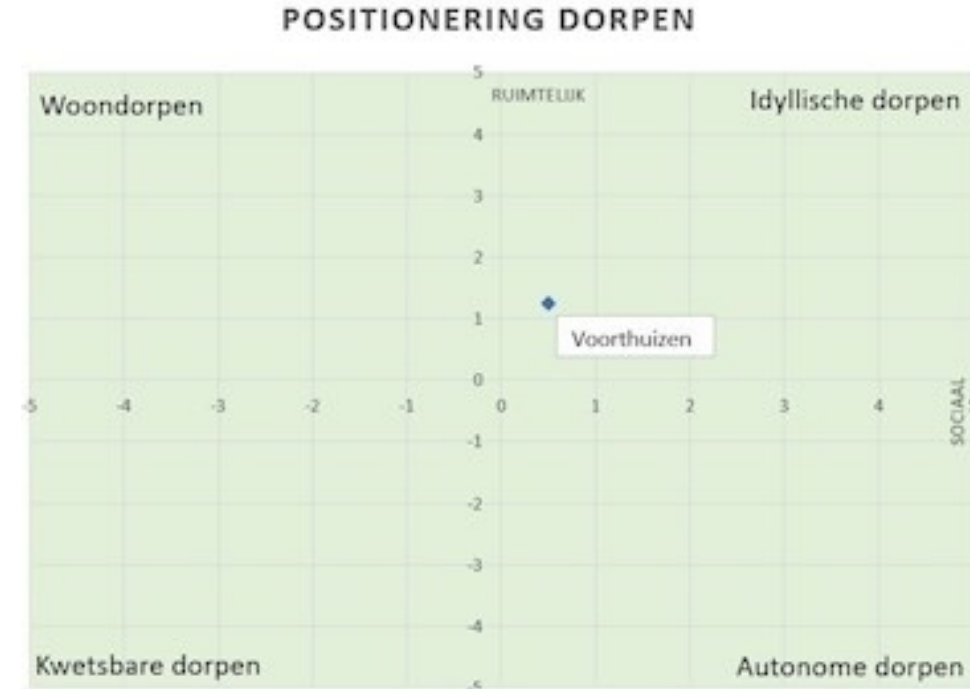 POSITIONERING DORPEN
5
RUIMTELIJK
Woondorpen
Idyllische dorpen
4
3
2
1
Voorthuizen
0
-5 -4 -3 -2 -1 0 1 2 3 4
SOCIAAL
-1
-2
-3
-4
Kwetsbare dorpen
Autonome dorpen
-5